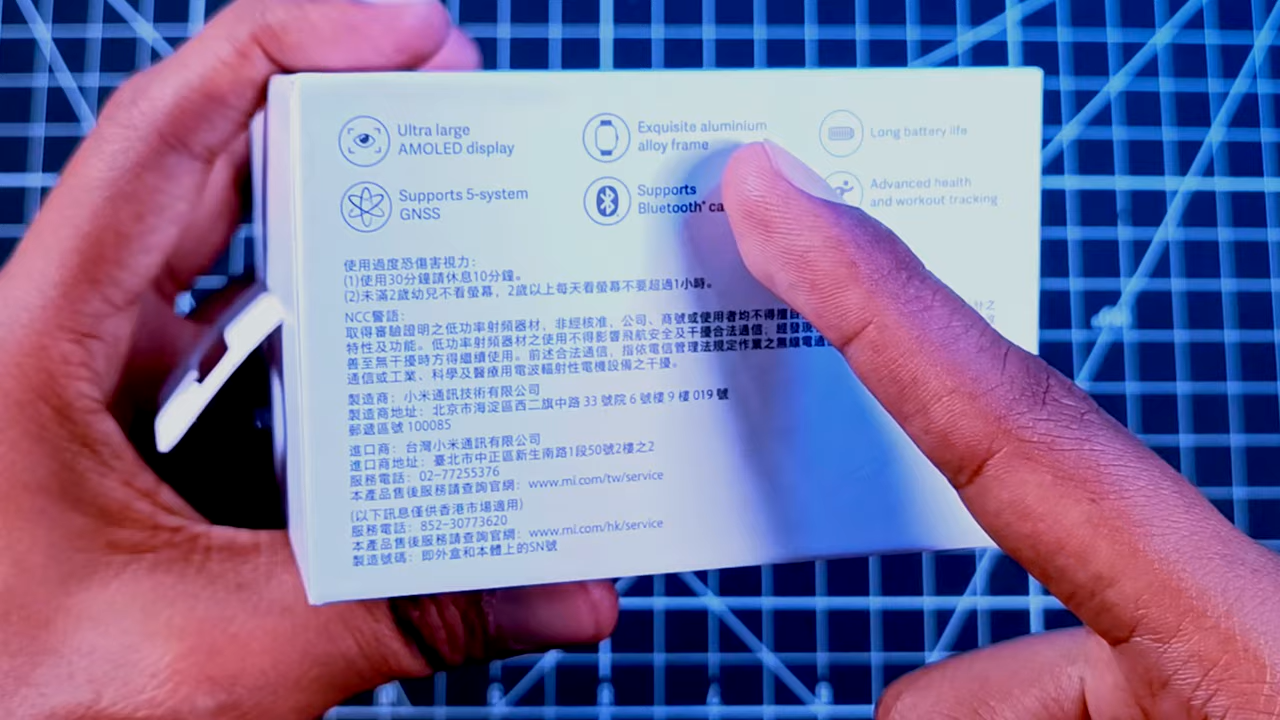 Ultra large
AMOLED display
Exquisite aluminium
alloy frame
Long battery life
Supports 5-system
GNSS
Supports
Bluetooth®
Advanced health
and workout tracking
使用過度恐傷害視力:
(1)使用30分鐘請休息10分鐘。
(2)未滿2歲幼兒不看螢幕，2歲以上每天看螢幕不要超過1小時。
NCC警語:
取得審驗證明之低功率射頻器材，非經核准，公司、商號或使用者均不得擅自
特性及功能。低功率射頻器材之使用不得影響飛航安全及干擾合法通信，經發現
善至無干擾時方得繼續使用。前述合法通信，指依電信管理法規定作業之無線電通
通信或工業、科學及醫療用電波輻射性電機設備之干擾。
製造商: 小米通訊技術有限公司
製造商地址: 北京市海淀區西二旗中路 33 號院 6 號樓 9 樓 019 號
郵遞區號 100085
進口商: 台灣小米通訊有限公司
進口商地址: 臺北市中正區新生南路1段50號2樓之2
服務電話: 02-77255376
本產品售後服務請查詢官網: www.mi.com/tw/service
(以下訊息僅供香港市場適用)
服務電話: 852-30773620
本產品售後服務請查詢官網: www.mi.com/hk/service
製造號碼: 即外盒和本體上的SN號